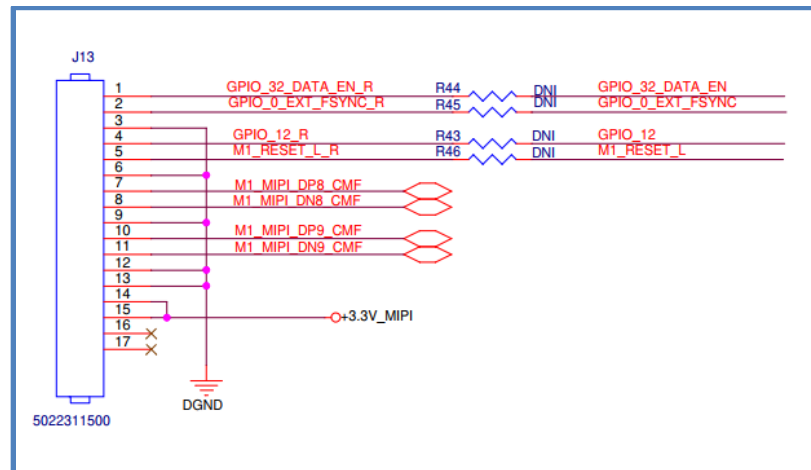 J13
1 GPIO_32_DATA_EN_R R44 DNI GPIO_32_DATA_EN
2 GPIO_0_EXT_FSYNC_R R45 DNI GPIO_0_EXT_FSYNC
3
4 GPIO_12_R R43 DNI GPIO_12
5 M1_RESET_L_R R46 DNI M1_RESET_L
6
7 M1_MIPI_DP8_CMF
8 M1_MIPI_DN8_CMF
9
10 M1_MIPI_DP9_CMF
11 M1_MIPI_DN9_CMF
12
13
14
15 +3.3V_MIPI
16
17
DGND
5022311500